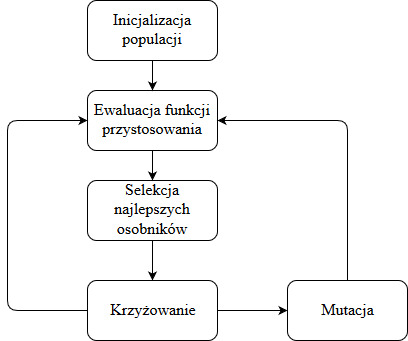 Inicjalizacja
populacji
Ewaluacja funkcji
przystosowania
Selekcja
najlepszych
osobników
Krzyżowanie
Mutacja